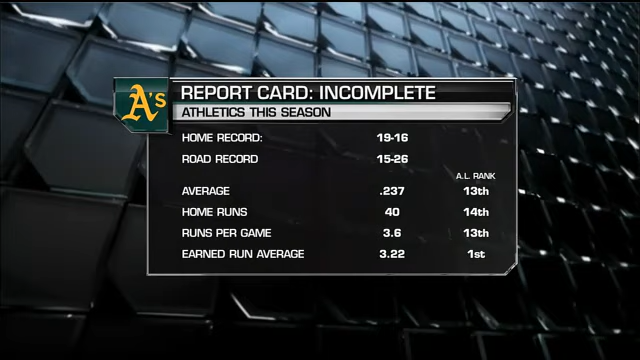 A's
REPORT CARD: INCOMPLETE
ATHLETICS THIS SEASON
HOME RECORD: 19-16
ROAD RECORD 15-26
A.L. RANK
AVERAGE .237 13th
HOME RUNS 40 14th
RUNS PER GAME 3.6 13th
EARNED RUN AVERAGE 3.22 1st